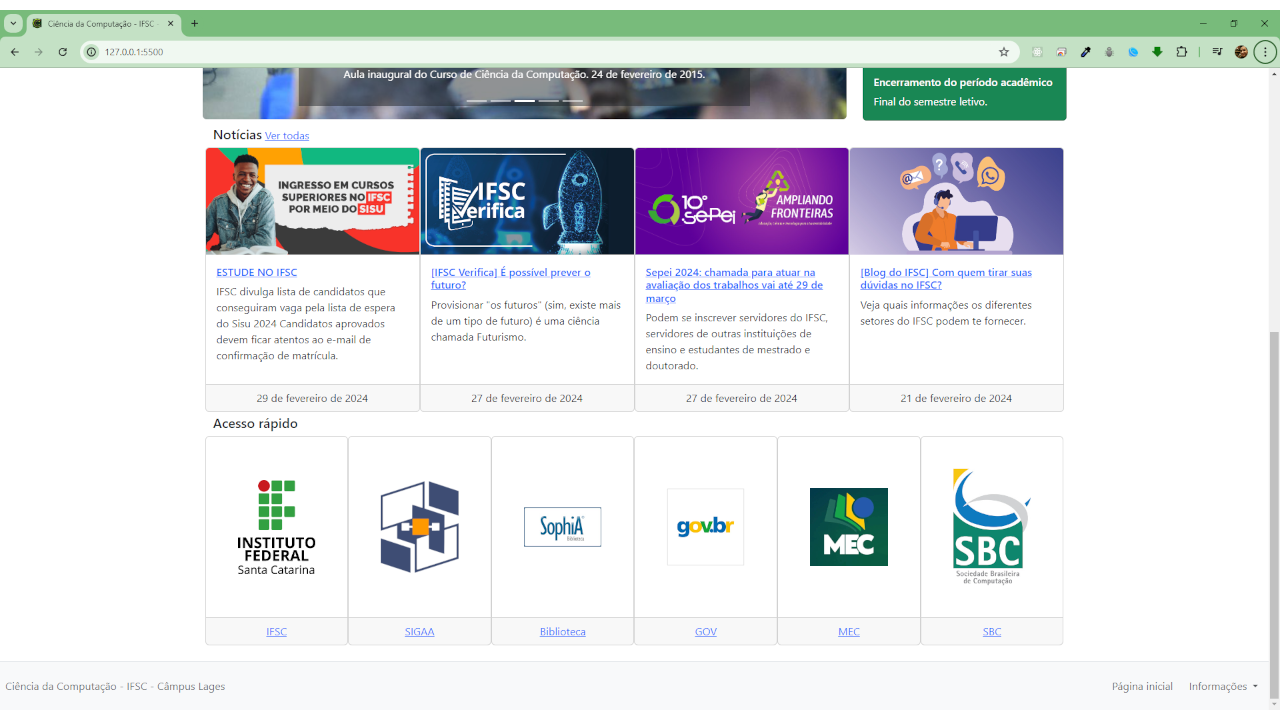 Ciência da Computação - IFSC -
127.0.0.1:5500
Aula inaugural do Curso de Ciência da Computação. 24 de fevereiro de 2015.
Encerramento do período acadêmico
Final do semestre letivo.
Notícias Ver todas
INGRESSO EM CURSOS
SUPERIORES NO IFSC
POR MEIO DO SISU
IFSC
Verifica
10º
SePei
AMPLIANDO
FRONTEIRAS
ESTUDE NO IFSC
IFSC divulga lista de candidatos que
conseguiram vaga pela lista de espera
do Sisu 2024 Candidatos aprovados
devem ficar atentos ao e-mail de
confirmação de matrícula.
29 de fevereiro de 2024
[IFSC Verifica] É possível prever o
futuro?
Provisionar "os futuros" (sim, existe mais
de um tipo de futuro) é uma ciência
chamada Futurismo.
27 de fevereiro de 2024
Sepei 2024: chamada para atuar na
avaliação dos trabalhos vai até 29 de
março
Podem se inscrever servidores do IFSC,
servidores de outras instituições de
ensino e estudantes de mestrado e
doutorado.
27 de fevereiro de 2024
[Blog do IFSC] Com quem tirar suas
dúvidas no IFSC?
Veja quais informações os diferentes
setores do IFSC podem te fornecer.
21 de fevereiro de 2024
Acesso rápido
INSTITUTO
FEDERAL
Santa Catarina
SophiA
Biblioteca
gov.br
MEC
SBC
Sociedade Brasileira
de Computação
IFSC
SIGAA
Biblioteca
GOV
MEC
SBC
Ciência da Computação - IFSC - Câmpus Lages
Página inicial
Informações